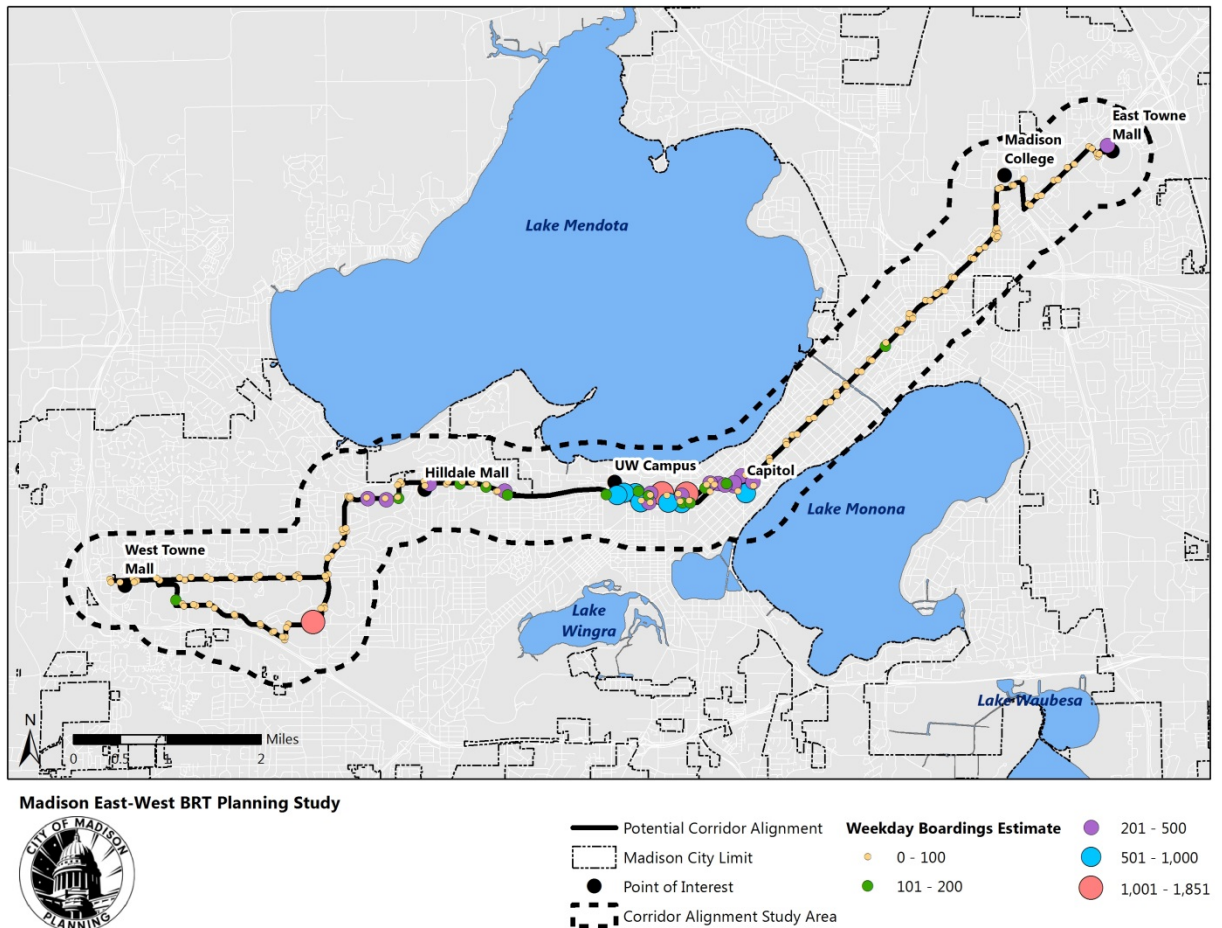 East Towne
Mall
Madison
College
Lake Mendota
Hilldale Mall
UW Campus
Capitol
Lake Monona
West Towne
Mall
Lake
Wingra
Lake Waubesa
N
0 0.5 1 2 Miles
Madison East-West BRT Planning Study
CITY OF MADISON
PLANNING
Potential Corridor Alignment
Madison City Limit
Point of Interest
Corridor Alignment Study Area
Weekday Boardings Estimate
0 - 100
101 - 200
201 - 500
501 - 1,000
1,001 - 1,851